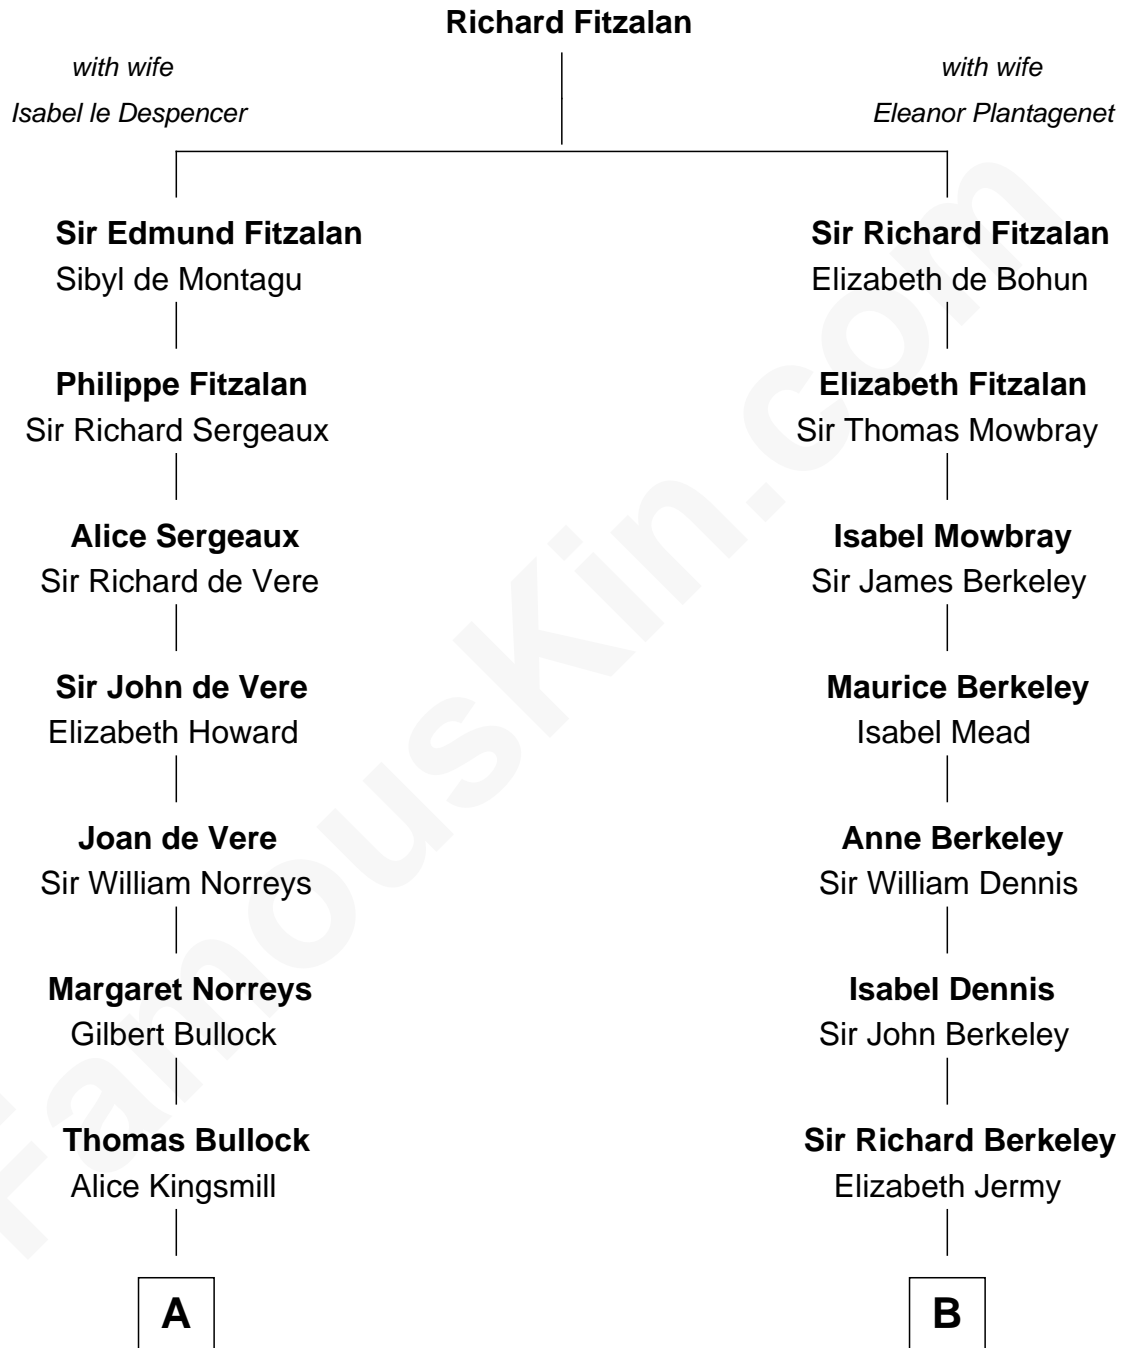 Richard Fitzalan
with wife
Isabel le Despencer
with wife
Eleanor Plantagenet
Sir Edmund Fitzalan
Sibyl de Montagu
Sir Richard Fitzalan
Elizabeth de Bohun
Philippe Fitzalan
Sir Richard Sergeaux
Elizabeth Fitzalan
Sir Thomas Mowbray
Alice Sergeaux
Sir Richard de Vere
Isabel Mowbray
Sir James Berkeley
Sir John de Vere
Elizabeth Howard
Maurice Berkeley
Isabel Mead
Joan de Vere
Sir William Norreys
Anne Berkeley
Sir William Dennis
Margaret Norreys
Gilbert Bullock
Isabel Dennis
Sir John Berkeley
Thomas Bullock
Alice Kingsmill
Sir Richard Berkeley
Elizabeth Jermy
A
B
FamousKin.com